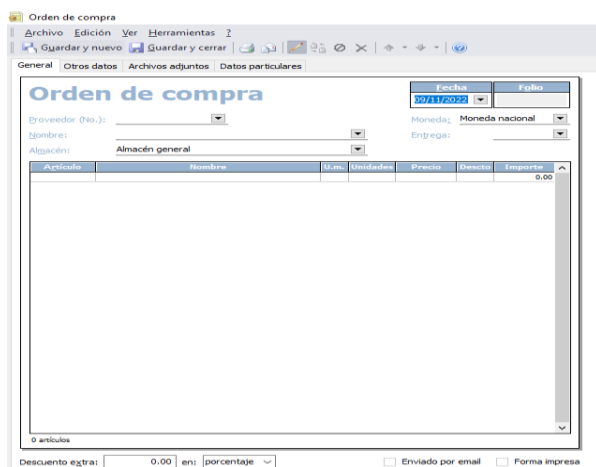 Orden de compra
Archivo Edición Ver Herramientas ?
Guardar y nuevo Guardar y cerrar
General Otros datos Archivos adjuntos Datos particulares
Orden de compra
Fecha Folio
09/11/2022
Proveedor (No.): Moneda: Moneda nacional
Nombre: Entrega:
Almacén: Almacén general
Artículo Nombre U.m. Unidades Precio Descto Importe
0.00
0 artículos
Descuento extra: 0.00 en: porcentaje Enviado por email Forma impresa